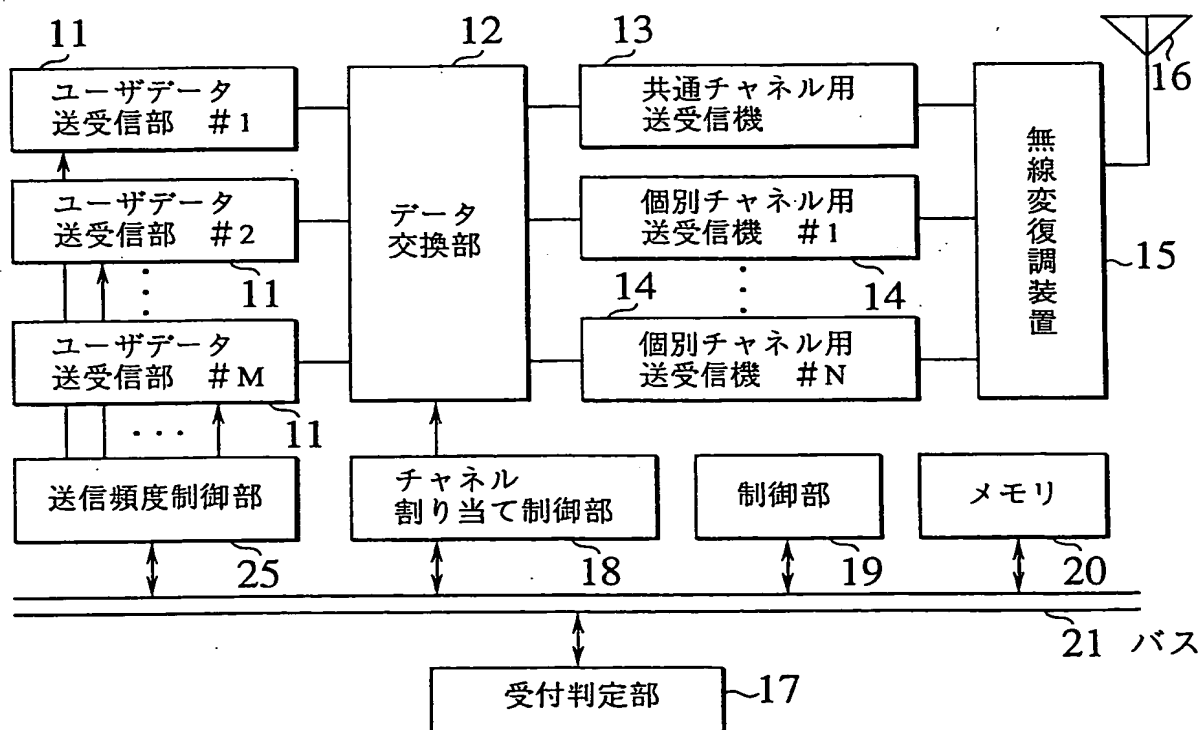 11
12
13
16
ユーザデータ
送受信部 #1
共通チャネル用
送受信機
ユーザデータ
送受信部 #2
データ
交換部
個別チャネル用
送受信機 #1
無線変復調装置
15
11
14
14
ユーザデータ
送受信部 #M
個別チャネル用
送受信機 #N
11
送信頻度制御部
チャネル
割り当て制御部
制御部
メモリ
25
18
19
20
21 バス
受付判定部
17